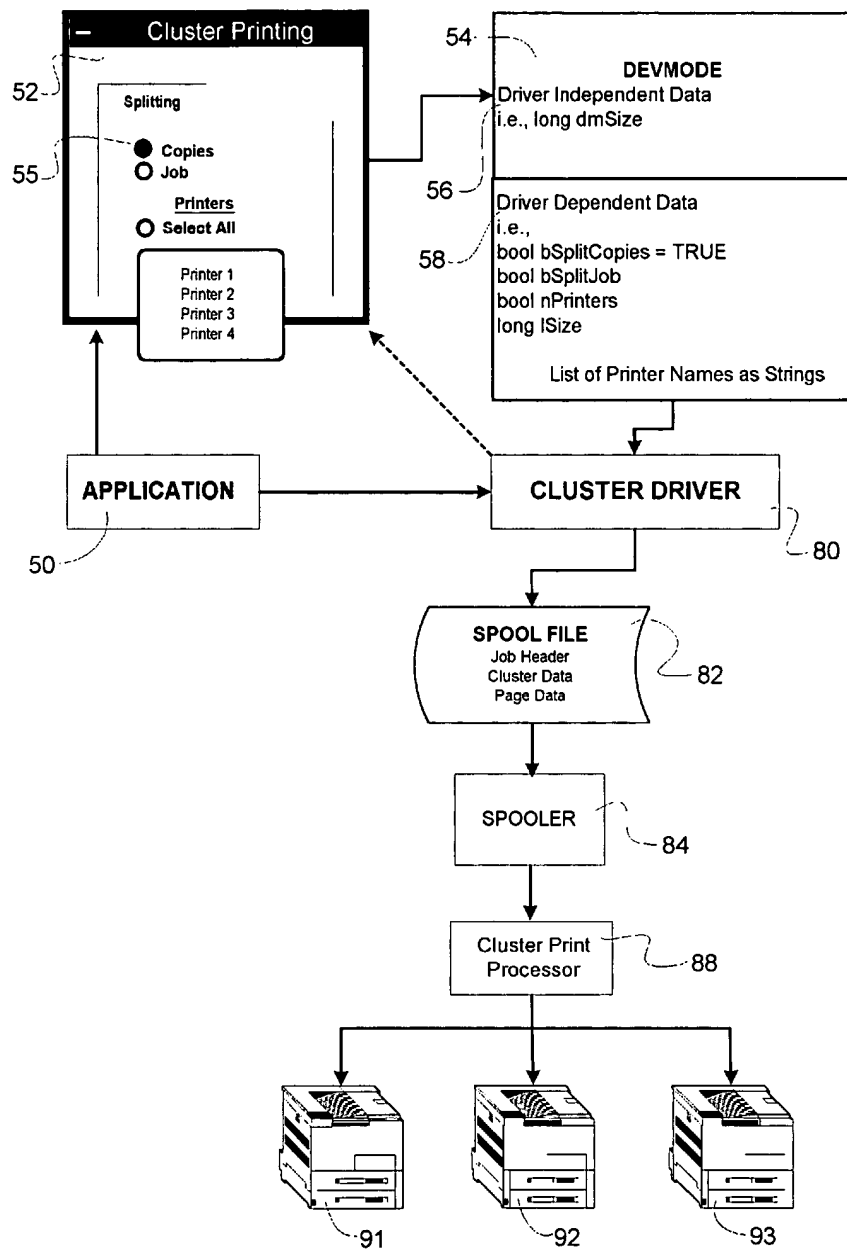 Cluster Printing
52
Splitting
55
Copies
Job
Printers
Select All
Printer 1
Printer 2
Printer 3
Printer 4
54
DEVMODE
Driver Independent Data
i.e., long dmSize
56
Driver Dependent Data
i.e.,
58
bool bSplitCopies = TRUE
bool bSplitJob
bool nPrinters
long lSize
List of Printer Names as Strings
APPLICATION
50
CLUSTER DRIVER
80
SPOOL FILE
Job Header
Cluster Data
Page Data
82
SPOOLER
84
Cluster Print
Processor
88
91
92
93